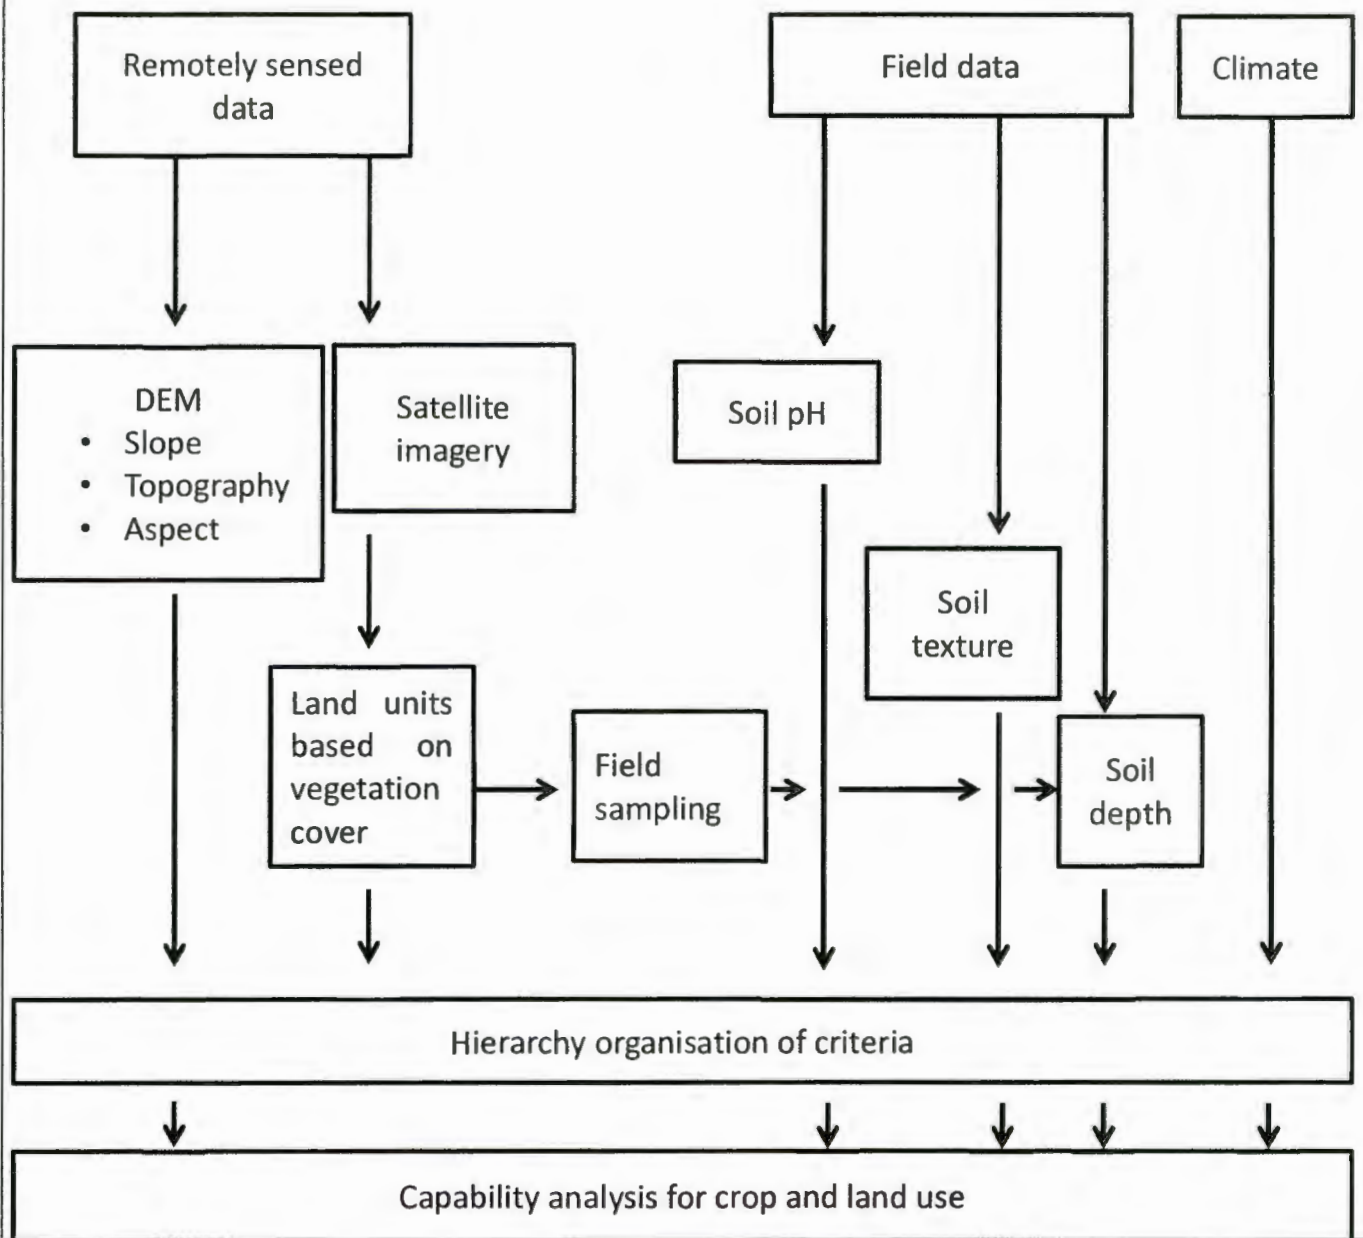 Remotely sensed
data
Field data
Climate
DEM
• Slope
• Topography
• Aspect
Satellite
imagery
Soil pH
Soil
texture
Land units
based on
vegetation
cover
Field
sampling
Soil
depth
Hierarchy organisation of criteria
Capability analysis for crop and land use